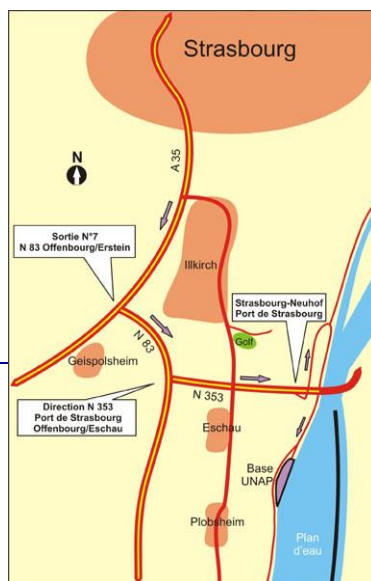 Strasbourg
A 35
N
Sortie N°7
N 83 Offenbourg/Erstein
Illkirch
Strasbourg-Neuhof
Port de Strasbourg
Golf
N 83
Geispolsheim
N 353
Direction N 353
Port de Strasbourg
Offenbourg/Eschau
Eschau
Base
UNAP
Plobsheim
Plan
d'eau